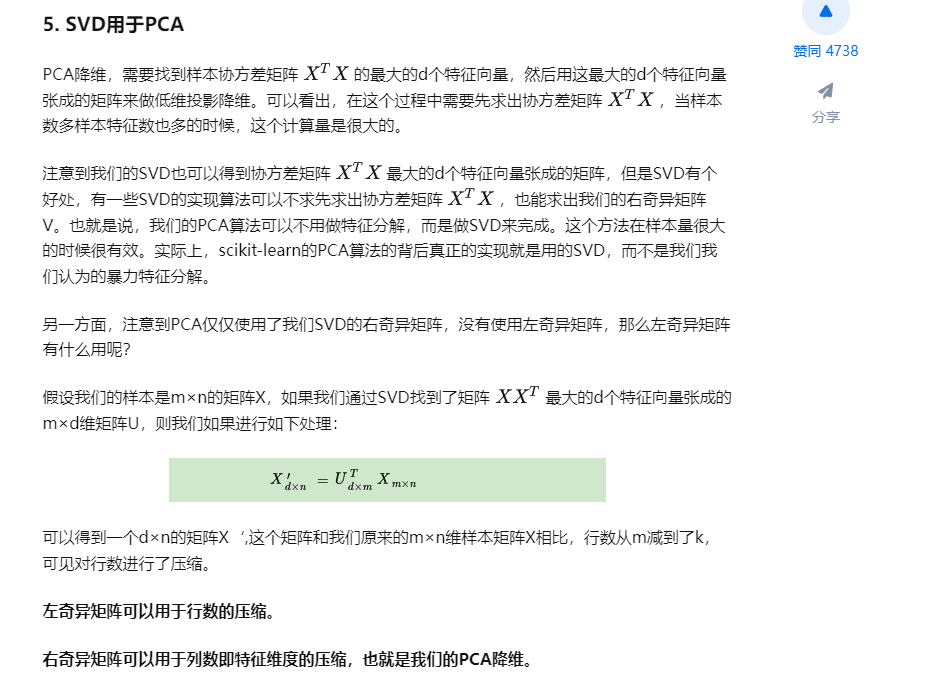 5. SVD用于PCA
PCA降维，需要找到样本协方差矩阵 X^T X 的最大的d个特征向量，然后用这最大的d个特征向量
张成的矩阵来做低维投影降维。可以看出，在这个过程中需要先求出协方差矩阵 X^T X ，当样本
数多样本特征数也多的时候，这个计算量是很大的。
注意到我们的SVD也可以得到协方差矩阵 X^T X 最大的d个特征向量张成的矩阵，但是SVD有个
好处，有一些SVD的实现算法可以不求先求出协方差矩阵 X^T X ，也能求出我们的右奇异矩阵
V。也就是说，我们的PCA算法可以不用做特征分解，而是做SVD来完成。这个方法在样本量很大
的时候很有效。实际上，scikit-learn的PCA算法的背后真正的实现就是用的SVD，而不是我们我
们认为的暴力特征分解。
另一方面，注意到PCA仅仅使用了我们SVD的右奇异矩阵，没有使用左奇异矩阵，那么左奇异矩阵
有什么用呢？
假设我们的样本是m×n的矩阵X，如果我们通过SVD找到了矩阵 XX^T 最大的d个特征向量张成的
m×d维矩阵U，则我们如果进行如下处理：
X'_{d×n} = U^T_{d×m} X_{m×n}
可以得到一个d×n的矩阵X‘,这个矩阵和我们原来的m×n维样本矩阵X相比，行数从m减到了k，
可见对行数进行了压缩。
左奇异矩阵可以用于行数的压缩。
右奇异矩阵可以用于列数即特征维度的压缩，也就是我们的PCA降维。
赞同 4738
分享